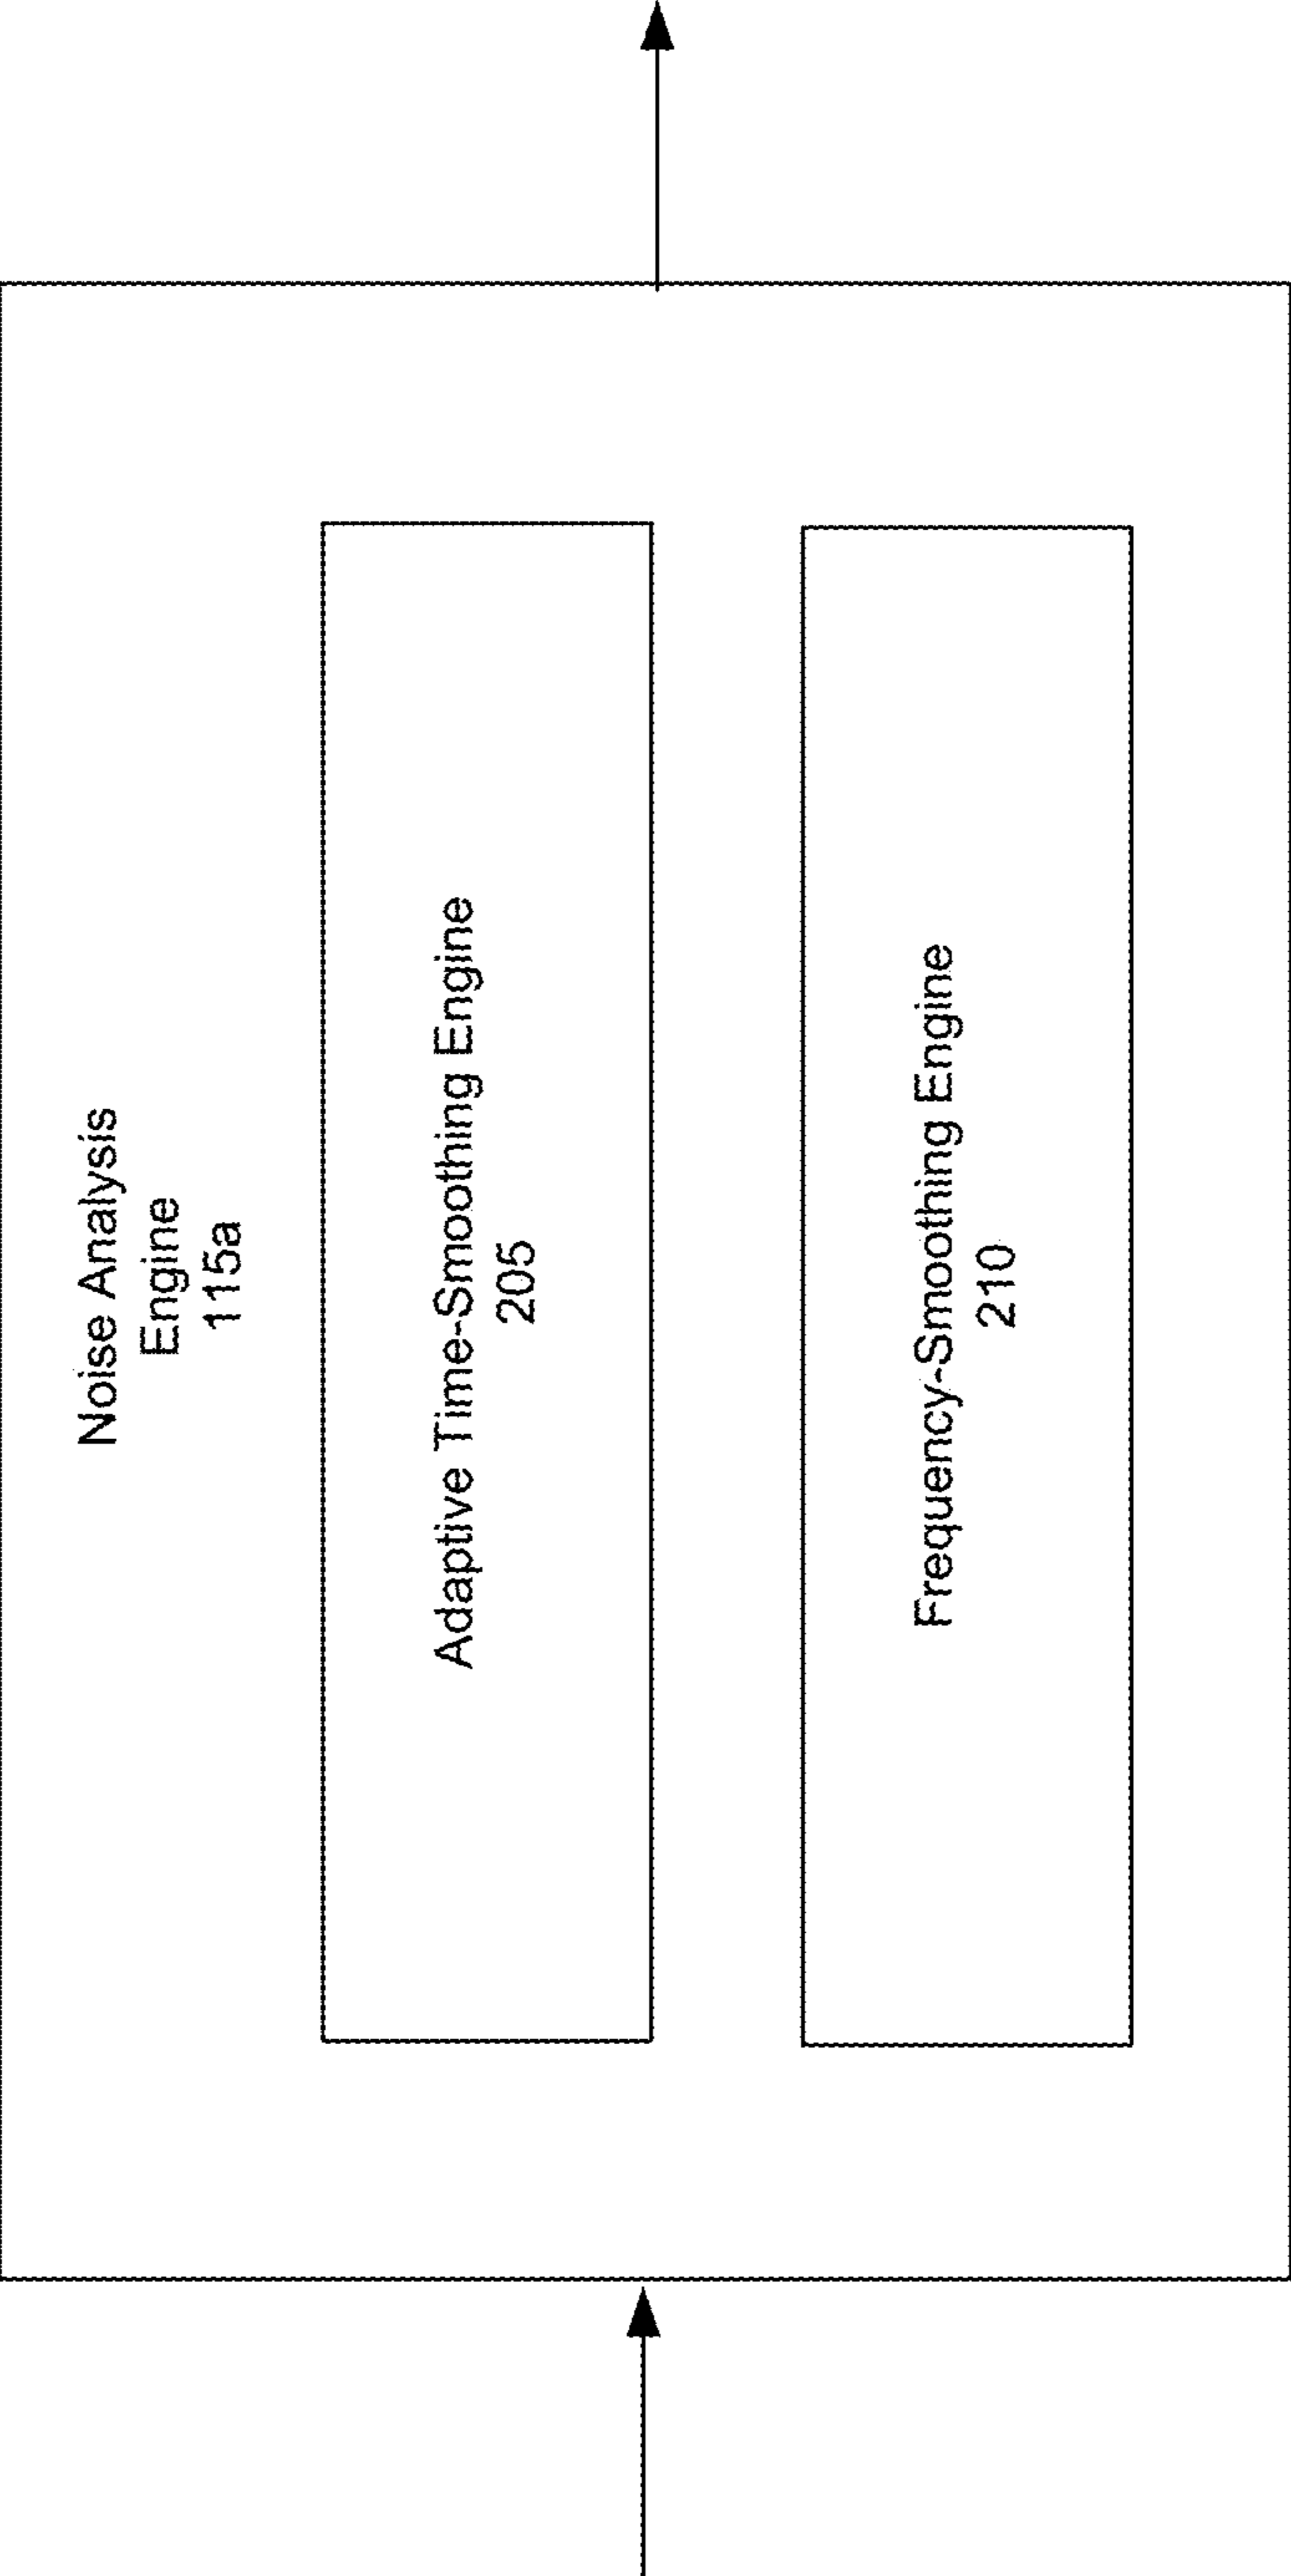 Noise Analysis
Engine
115a
Adaptive Time-Smoothing Engine
205
Frequency-Smoothing Engine
210